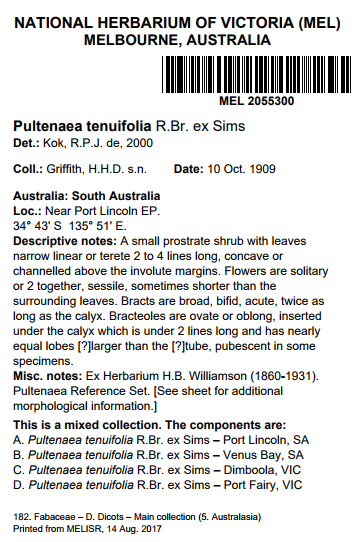 NATIONAL HERBARIUM OF VICTORIA (MEL)
MELBOURNE, AUSTRALIA
MEL 2055300
Pultenaea tenuifolia R.Br. ex Sims
Det.: Kok, R.P.J. de, 2000
Coll.: Griffith, H.H.D. s.n. Date: 10 Oct. 1909
Australia: South Australia
Loc.: Near Port Lincoln EP.
34° 43' S 135° 51' E.
Descriptive notes: A small prostrate shrub with leaves
narrow linear or terete 2 to 4 lines long, concave or
channelled above the involute margins. Flowers are solitary
or 2 together, sessile, sometimes shorter than the
surrounding leaves. Bracts are broad, bifid, acute, twice as
long as the calyx. Bracteoles are ovate or oblong, inserted
under the calyx which is under 2 lines long and has nearly
equal lobes [?]larger than the [?]tube, pubescent in some
specimens.
Misc. notes: Ex Herbarium H.B. Williamson (1860-1931).
Pultenaea Reference Set. [See sheet for additional
morphological information.]
This is a mixed collection. The components are:
A. Pultenaea tenuifolia R.Br. ex Sims – Port Lincoln, SA
B. Pultenaea tenuifolia R.Br. ex Sims – Venus Bay, SA
C. Pultenaea tenuifolia R.Br. ex Sims – Dimboola, VIC
D. Pultenaea tenuifolia R.Br. ex Sims – Port Fairy, VIC
182. Fabaceae – D. Dicots – Main collection (5. Australasia)
Printed from MELISR, 14 Aug. 2017